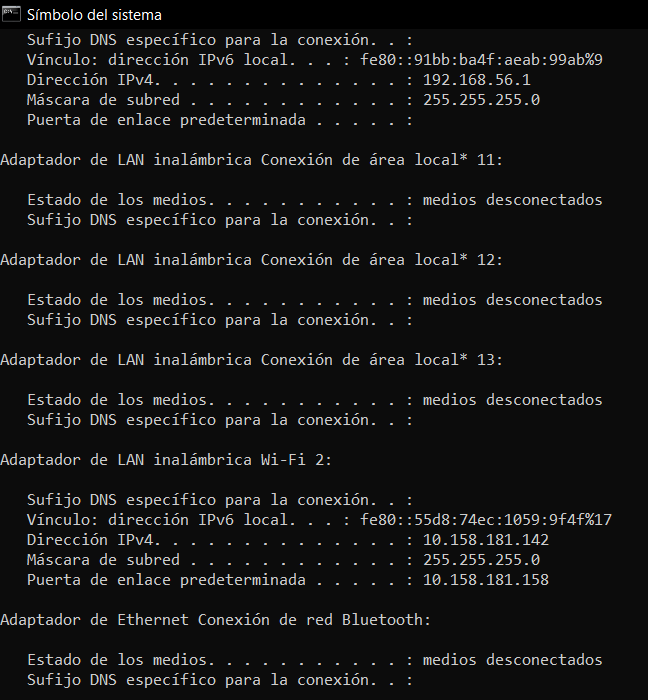 Símbolo del sistema
Sufijo DNS específico para la conexión. . :
Vínculo: dirección IPv6 local. . . : fe80::91bb:ba4f:aeab:99ab%9
Dirección IPv4. . . . . . . . . . . . . . : 192.168.56.1
Máscara de subred . . . . . . . . . . . . : 255.255.255.0
Puerta de enlace predeterminada . . . . . :
Adaptador de LAN inalámbrica Conexión de área local* 11:
Estado de los medios. . . . . . . . . . . : medios desconectados
Sufijo DNS específico para la conexión. . :
Adaptador de LAN inalámbrica Conexión de área local* 12:
Estado de los medios. . . . . . . . . . . : medios desconectados
Sufijo DNS específico para la conexión. . :
Adaptador de LAN inalámbrica Conexión de área local* 13:
Estado de los medios. . . . . . . . . . . : medios desconectados
Sufijo DNS específico para la conexión. . :
Adaptador de LAN inalámbrica Wi-Fi 2:
Sufijo DNS específico para la conexión. . :
Vínculo: dirección IPv6 local. . . : fe80::55d8:74ec:1059:9f4f%17
Dirección IPv4. . . . . . . . . . . . . . : 10.158.181.142
Máscara de subred . . . . . . . . . . . . : 255.255.255.0
Puerta de enlace predeterminada . . . . . : 10.158.181.158
Adaptador de Ethernet Conexión de red Bluetooth:
Estado de los medios. . . . . . . . . . . : medios desconectados
Sufijo DNS específico para la conexión. . :